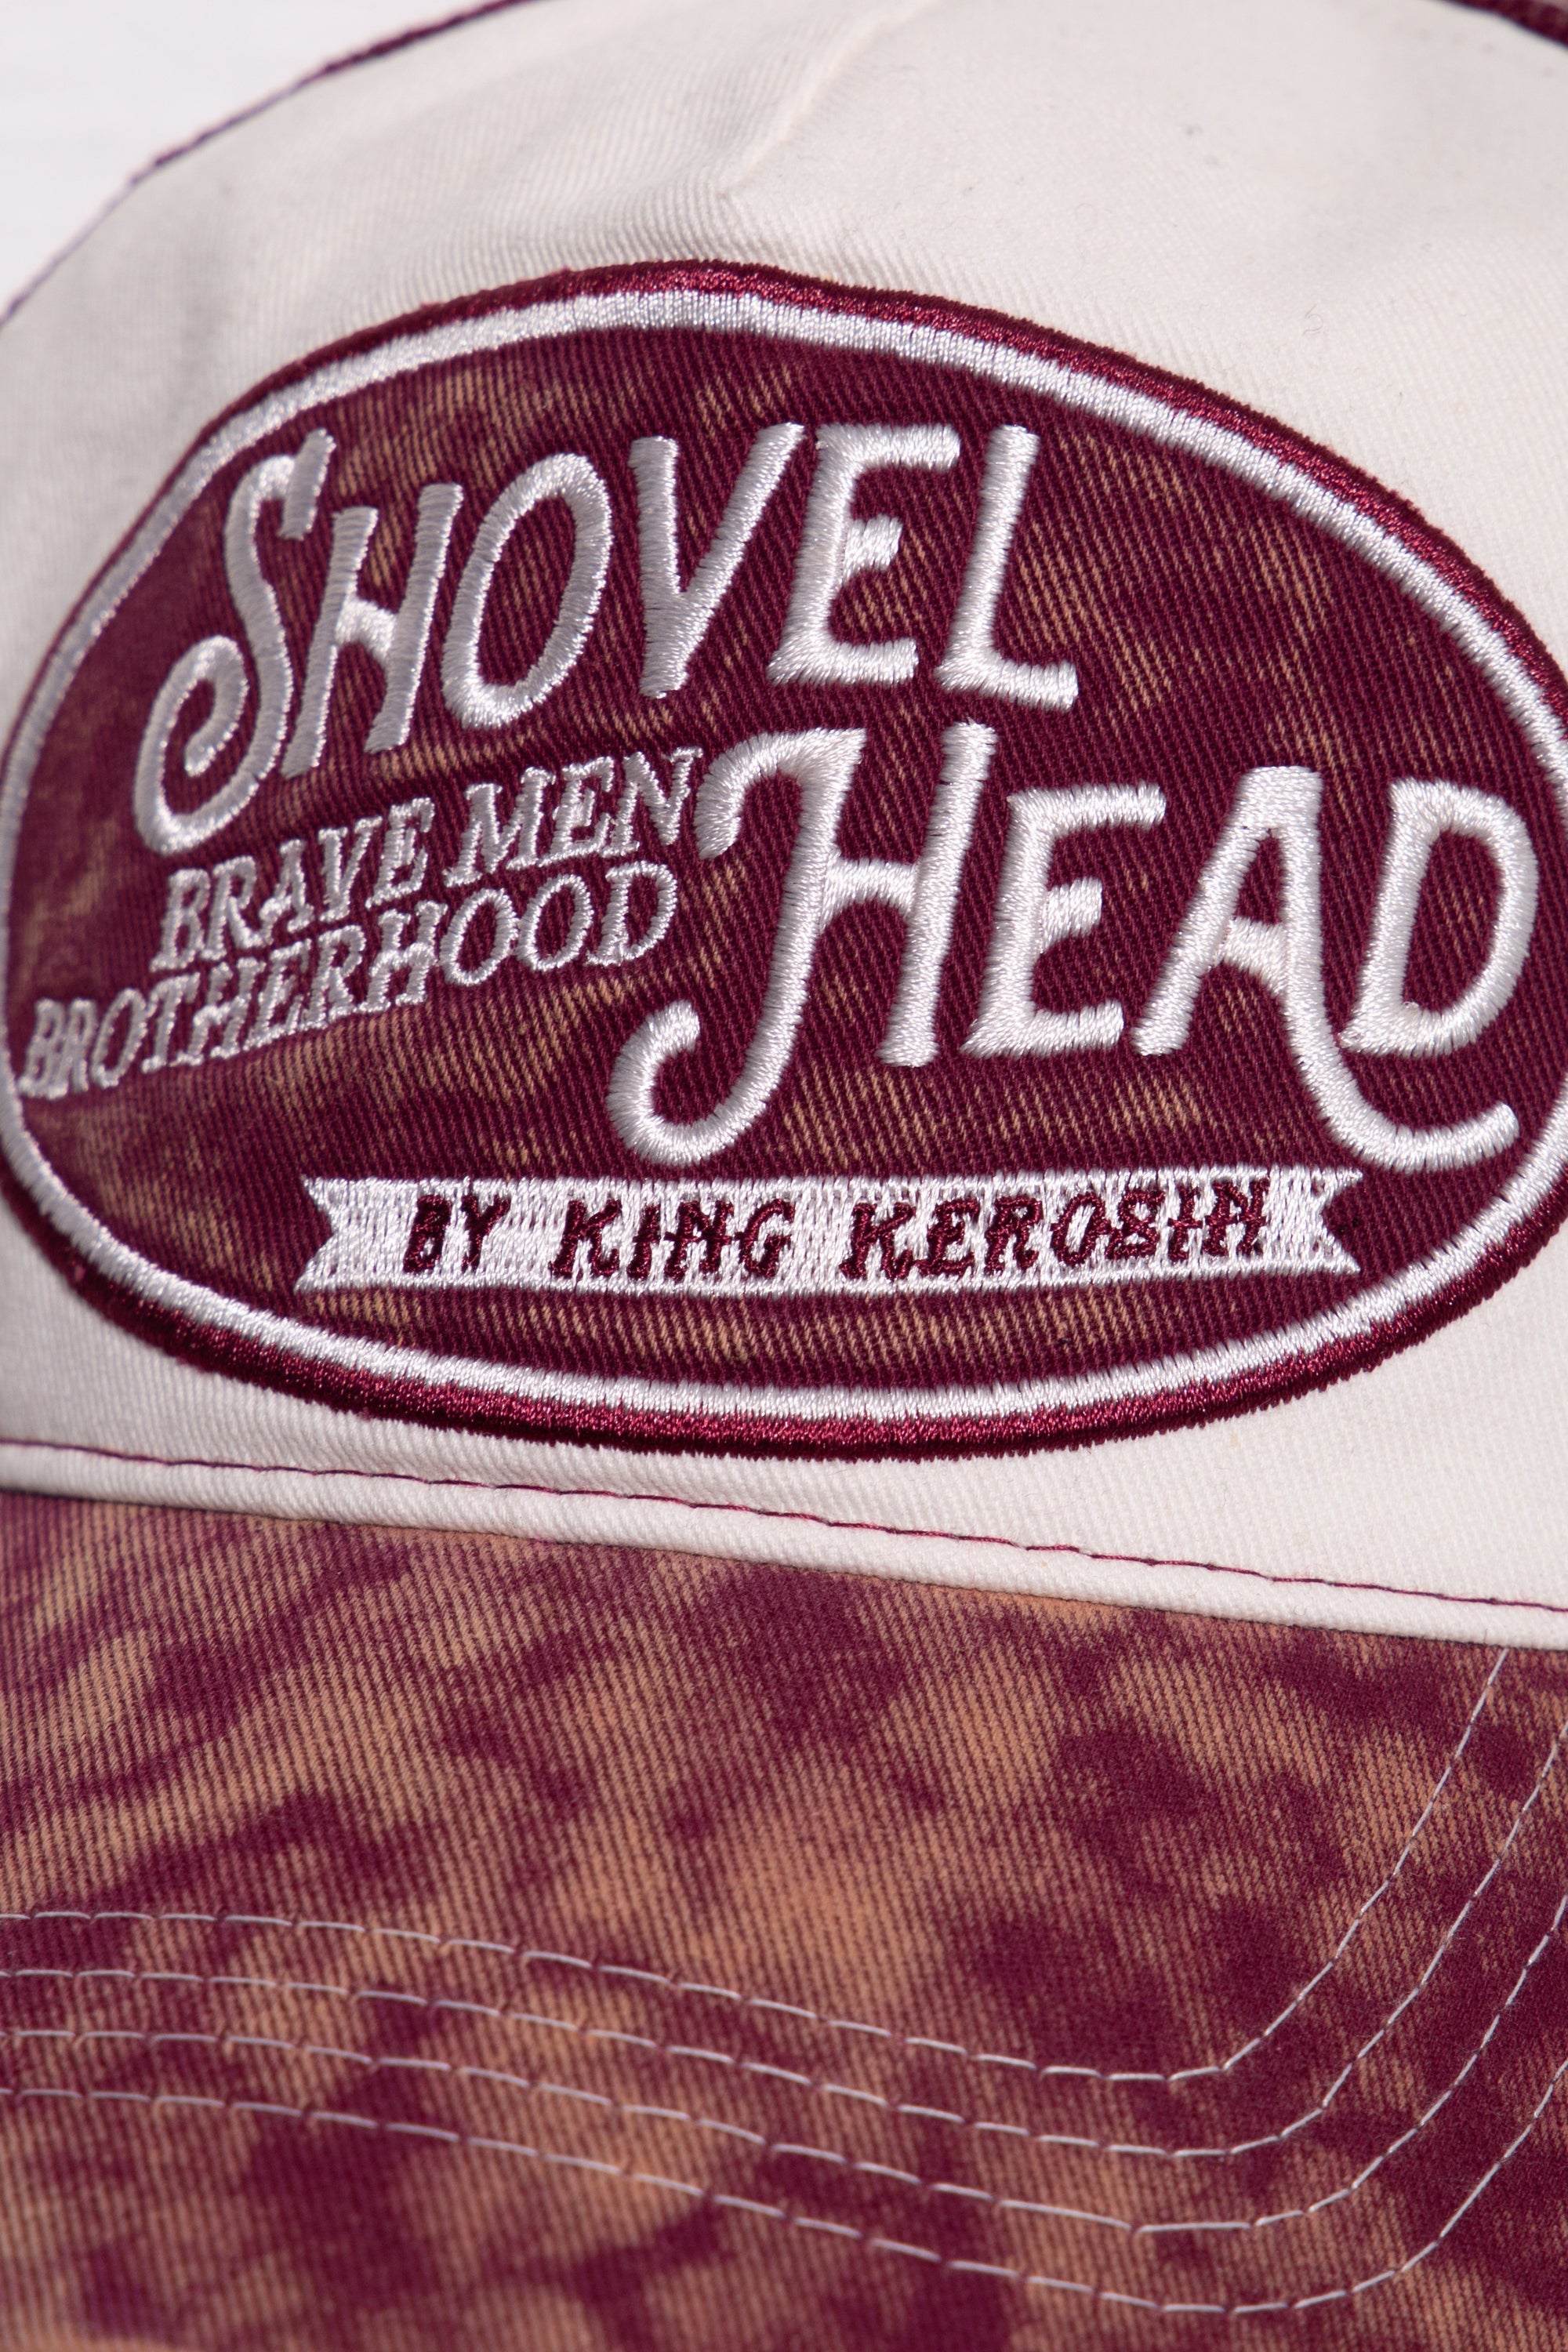 SHOVEL
BRAVE MEN
BROTHERHOOD
HEAD
BY KING KEROSIN